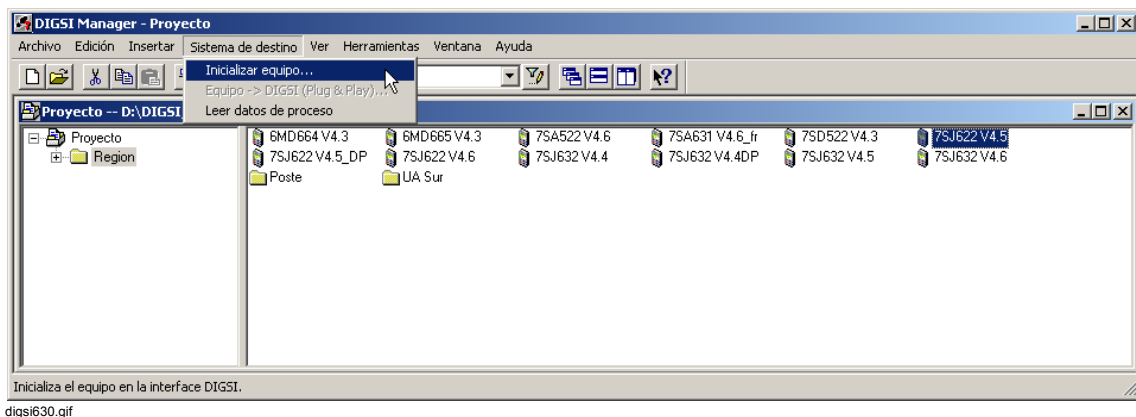 DIGSI Manager - Proyecto
Archivo Edición Insertar Sistema de destino Ver Herramientas Ventana Ayuda
Inicializar equipo...
Equipo -> DIGSI (Plug & Play)...
Leer datos de proceso
Proyecto -- D:\DIGSI
Proyecto
Region
6MD664 V4.3 6MD665 V4.3 7SA522 V4.6 7SA631 V4.6_fr 7SD522 V4.3 7SJ622 V4.5
7SJ622 V4.5_DP 7SJ622 V4.6 7SJ632 V4.4 7SJ632 V4.4DP 7SJ632 V4.5 7SJ632 V4.6
Poste UA Sur
Inicializa el equipo en la interface DIGSI.
digsi630.gif